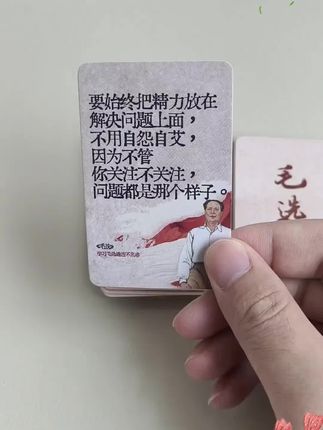 要始终把精力放在
解决问题上面，
不用自怨自艾，
因为不管
你关注不关注，
问题都是那个样子。
毛选